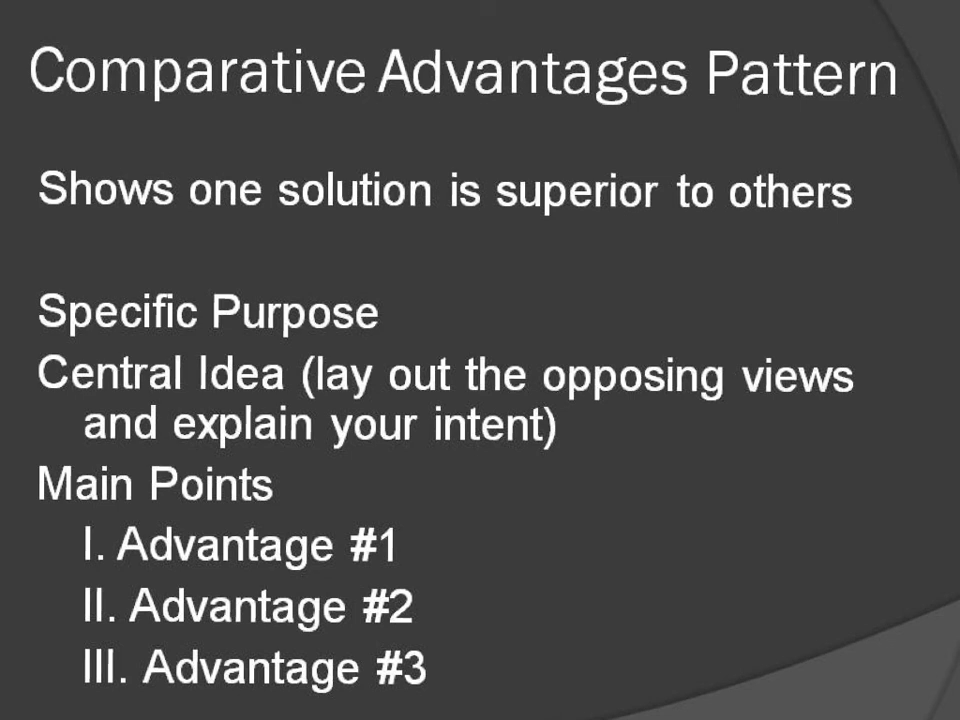 Comparative Advantages Pattern
Shows one solution is superior to others
Specific Purpose
Central Idea (lay out the opposing views
and explain your intent)
Main Points
I. Advantage #1
II. Advantage #2
III. Advantage #3